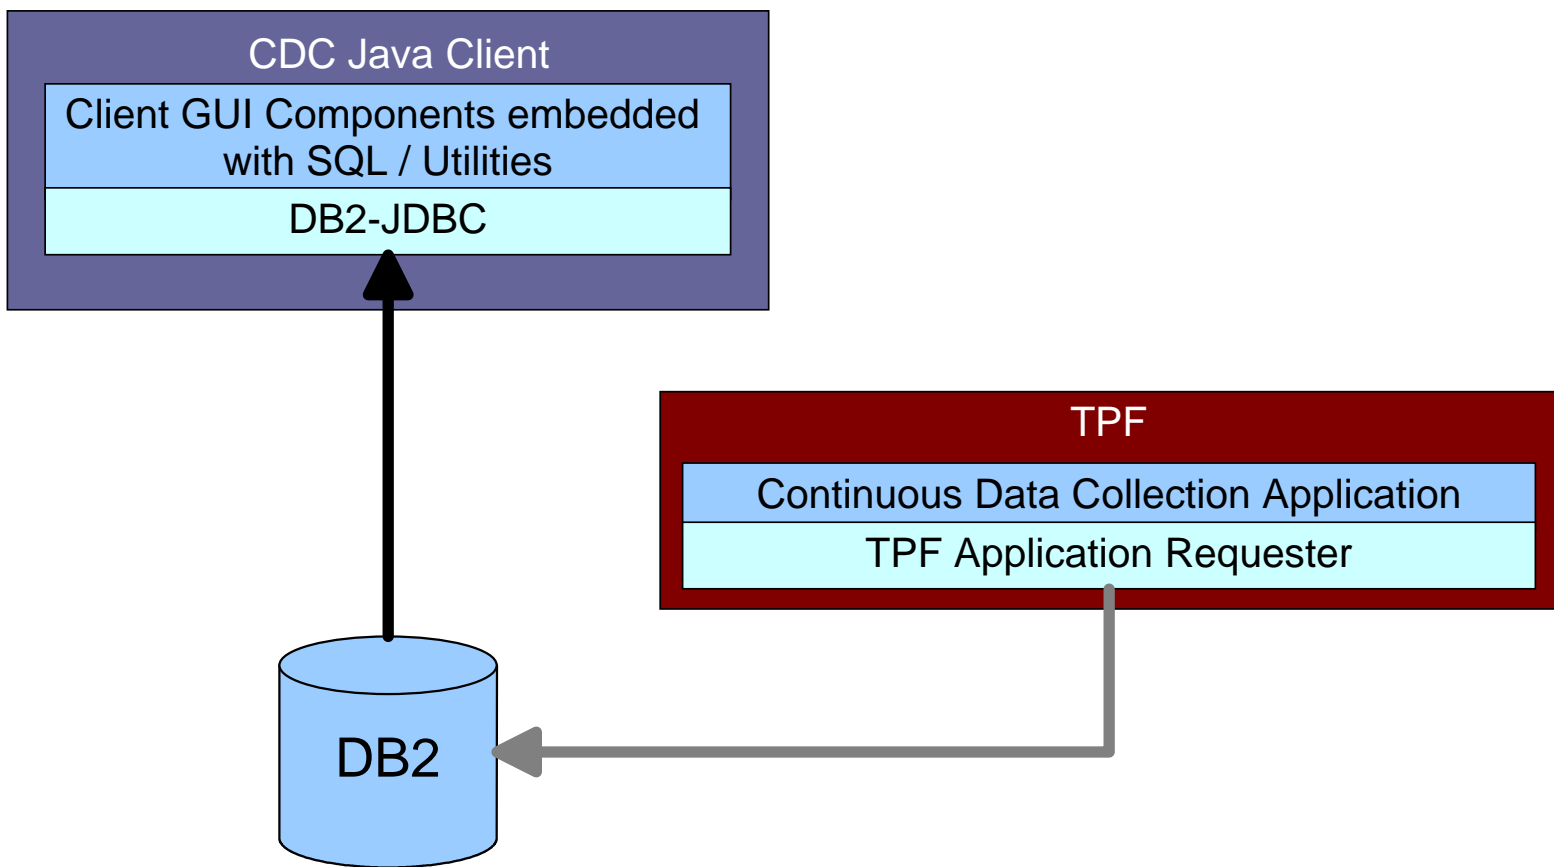 CDC Java Client
Client GUI Components embedded
with SQL / Utilities
DB2-JDBC
TPF
Continuous Data Collection Application
TPF Application Requester
DB2